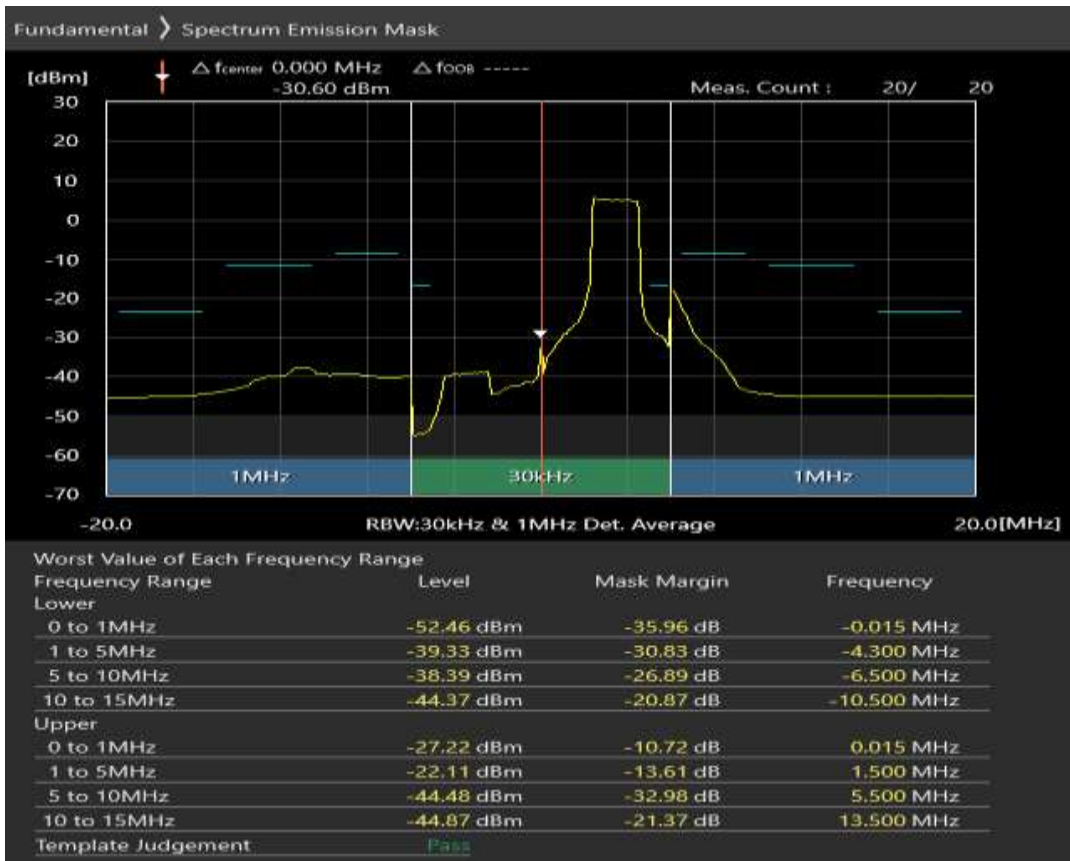 Fundamental ❭ Spectrum Emission Mask
[dBm] △ fcenter 0.000 MHz △ fOOB -----
-30.60 dBm Meas. Count : 20/ 20
30
20
10
0
-10
-20
-30
-40
-50
-60
-70
1MHz 30kHz 1MHz
-20.0 RBW:30kHz & 1MHz Det. Average 20.0[MHz]
Worst Value of Each Frequency Range
Frequency Range Level Mask Margin Frequency
Lower
0 to 1MHz -52.46 dBm -35.96 dB -0.015 MHz
1 to 5MHz -39.33 dBm -30.83 dB -4.300 MHz
5 to 10MHz -38.39 dBm -26.89 dB -6.500 MHz
10 to 15MHz -44.37 dBm -20.87 dB -10.500 MHz
Upper
0 to 1MHz -27.22 dBm -10.72 dB 0.015 MHz
1 to 5MHz -22.11 dBm -13.61 dB 1.500 MHz
5 to 10MHz -44.48 dBm -32.98 dB 5.500 MHz
10 to 15MHz -44.87 dBm -21.37 dB 13.500 MHz
Template Judgement Pass